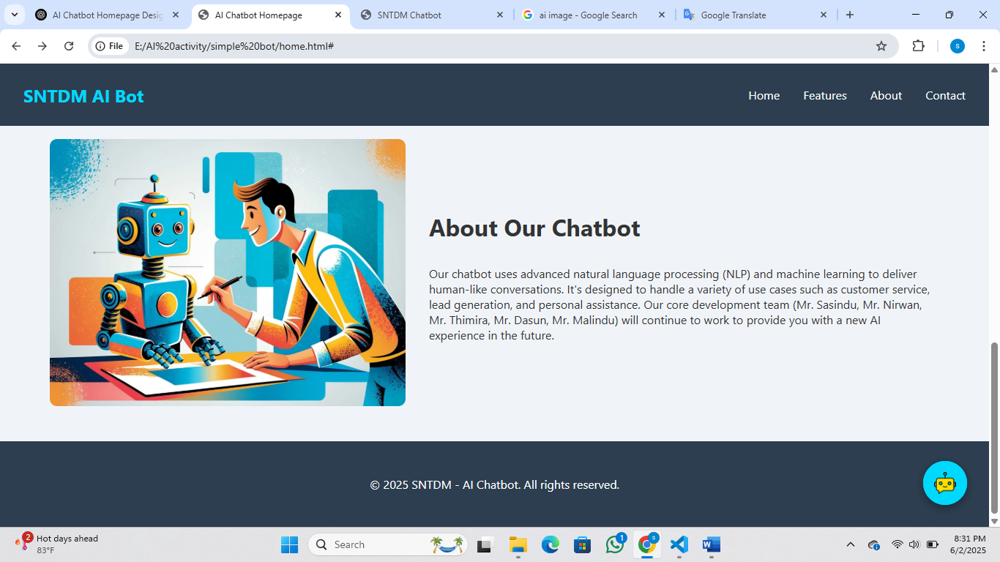 AI Chatbot Homepage Desig
AI Chatbot Homepage
SNTDM Chatbot
ai image - Google Search
Google Translate
File
E:/AI%20activity/simple%20bot/home.html#
s
SNTDM AI Bot
Home
Features
About
Contact
About Our Chatbot
Our chatbot uses advanced natural language processing (NLP) and machine learning to deliver
human-like conversations. It's designed to handle a variety of use cases such as customer service,
lead generation, and personal assistance. Our core development team (Mr. Sasindu, Mr. Nirwan,
Mr. Thimira, Mr. Dasun, Mr. Malindu) will continue to work to provide you with a new AI
experience in the future.
© 2025 SNTDM - AI Chatbot. All rights reserved.
2
Hot days ahead
83°F
Search
1
s
W
8:31 PM
6/2/2025